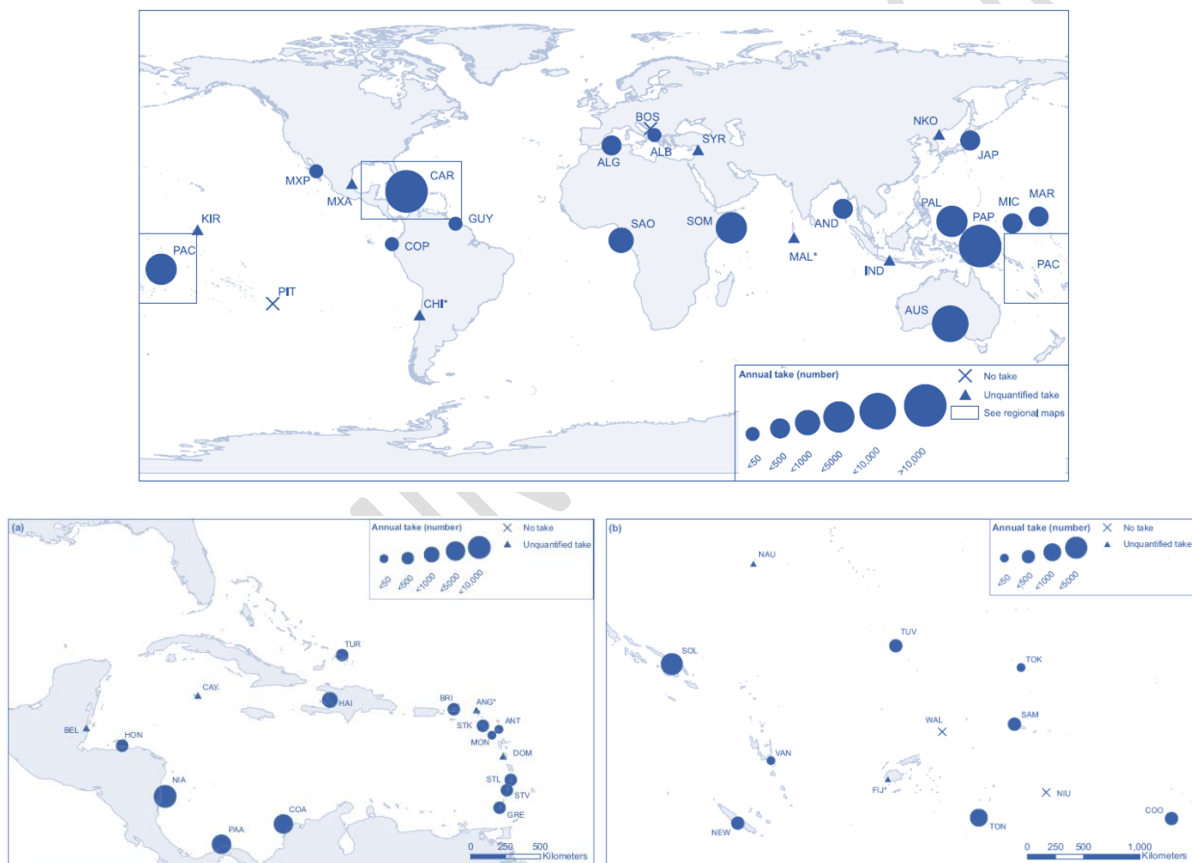 BOS
NKO
SYR
ALG
ALB
JAP
MXP
CAR
MXA
GUY
KIR
SAO
SOM
AND
PAL
PAP
MIC
MAR
PAC
COP
MAL*
IND
PAC
PIT
CHI*
AUS
Annual take (number)
No take
Unquantified take
See regional maps
<50
<500
<1000
<5000
<10,000
>10,000
(a)
Annual take (number)
No take
Unquantified take
<50
<500
<1000
<5000
<10,000
TUR
CAY
HAI
BRI
ANG*
STK
ANT
BEL
MON
HON
DOM
NIA
STL
STV
COA
GRE
PAA
0 250 500
Kilometers
(b)
Annual take (number)
No take
Unquantified take
<50
<500
<1000
<5000
NAU
TUV
SOL
TOK
SAM
WAL
VAN
FIJ*
NIU
NEW
TON
COO
0 250 500 1,000
Kilometers